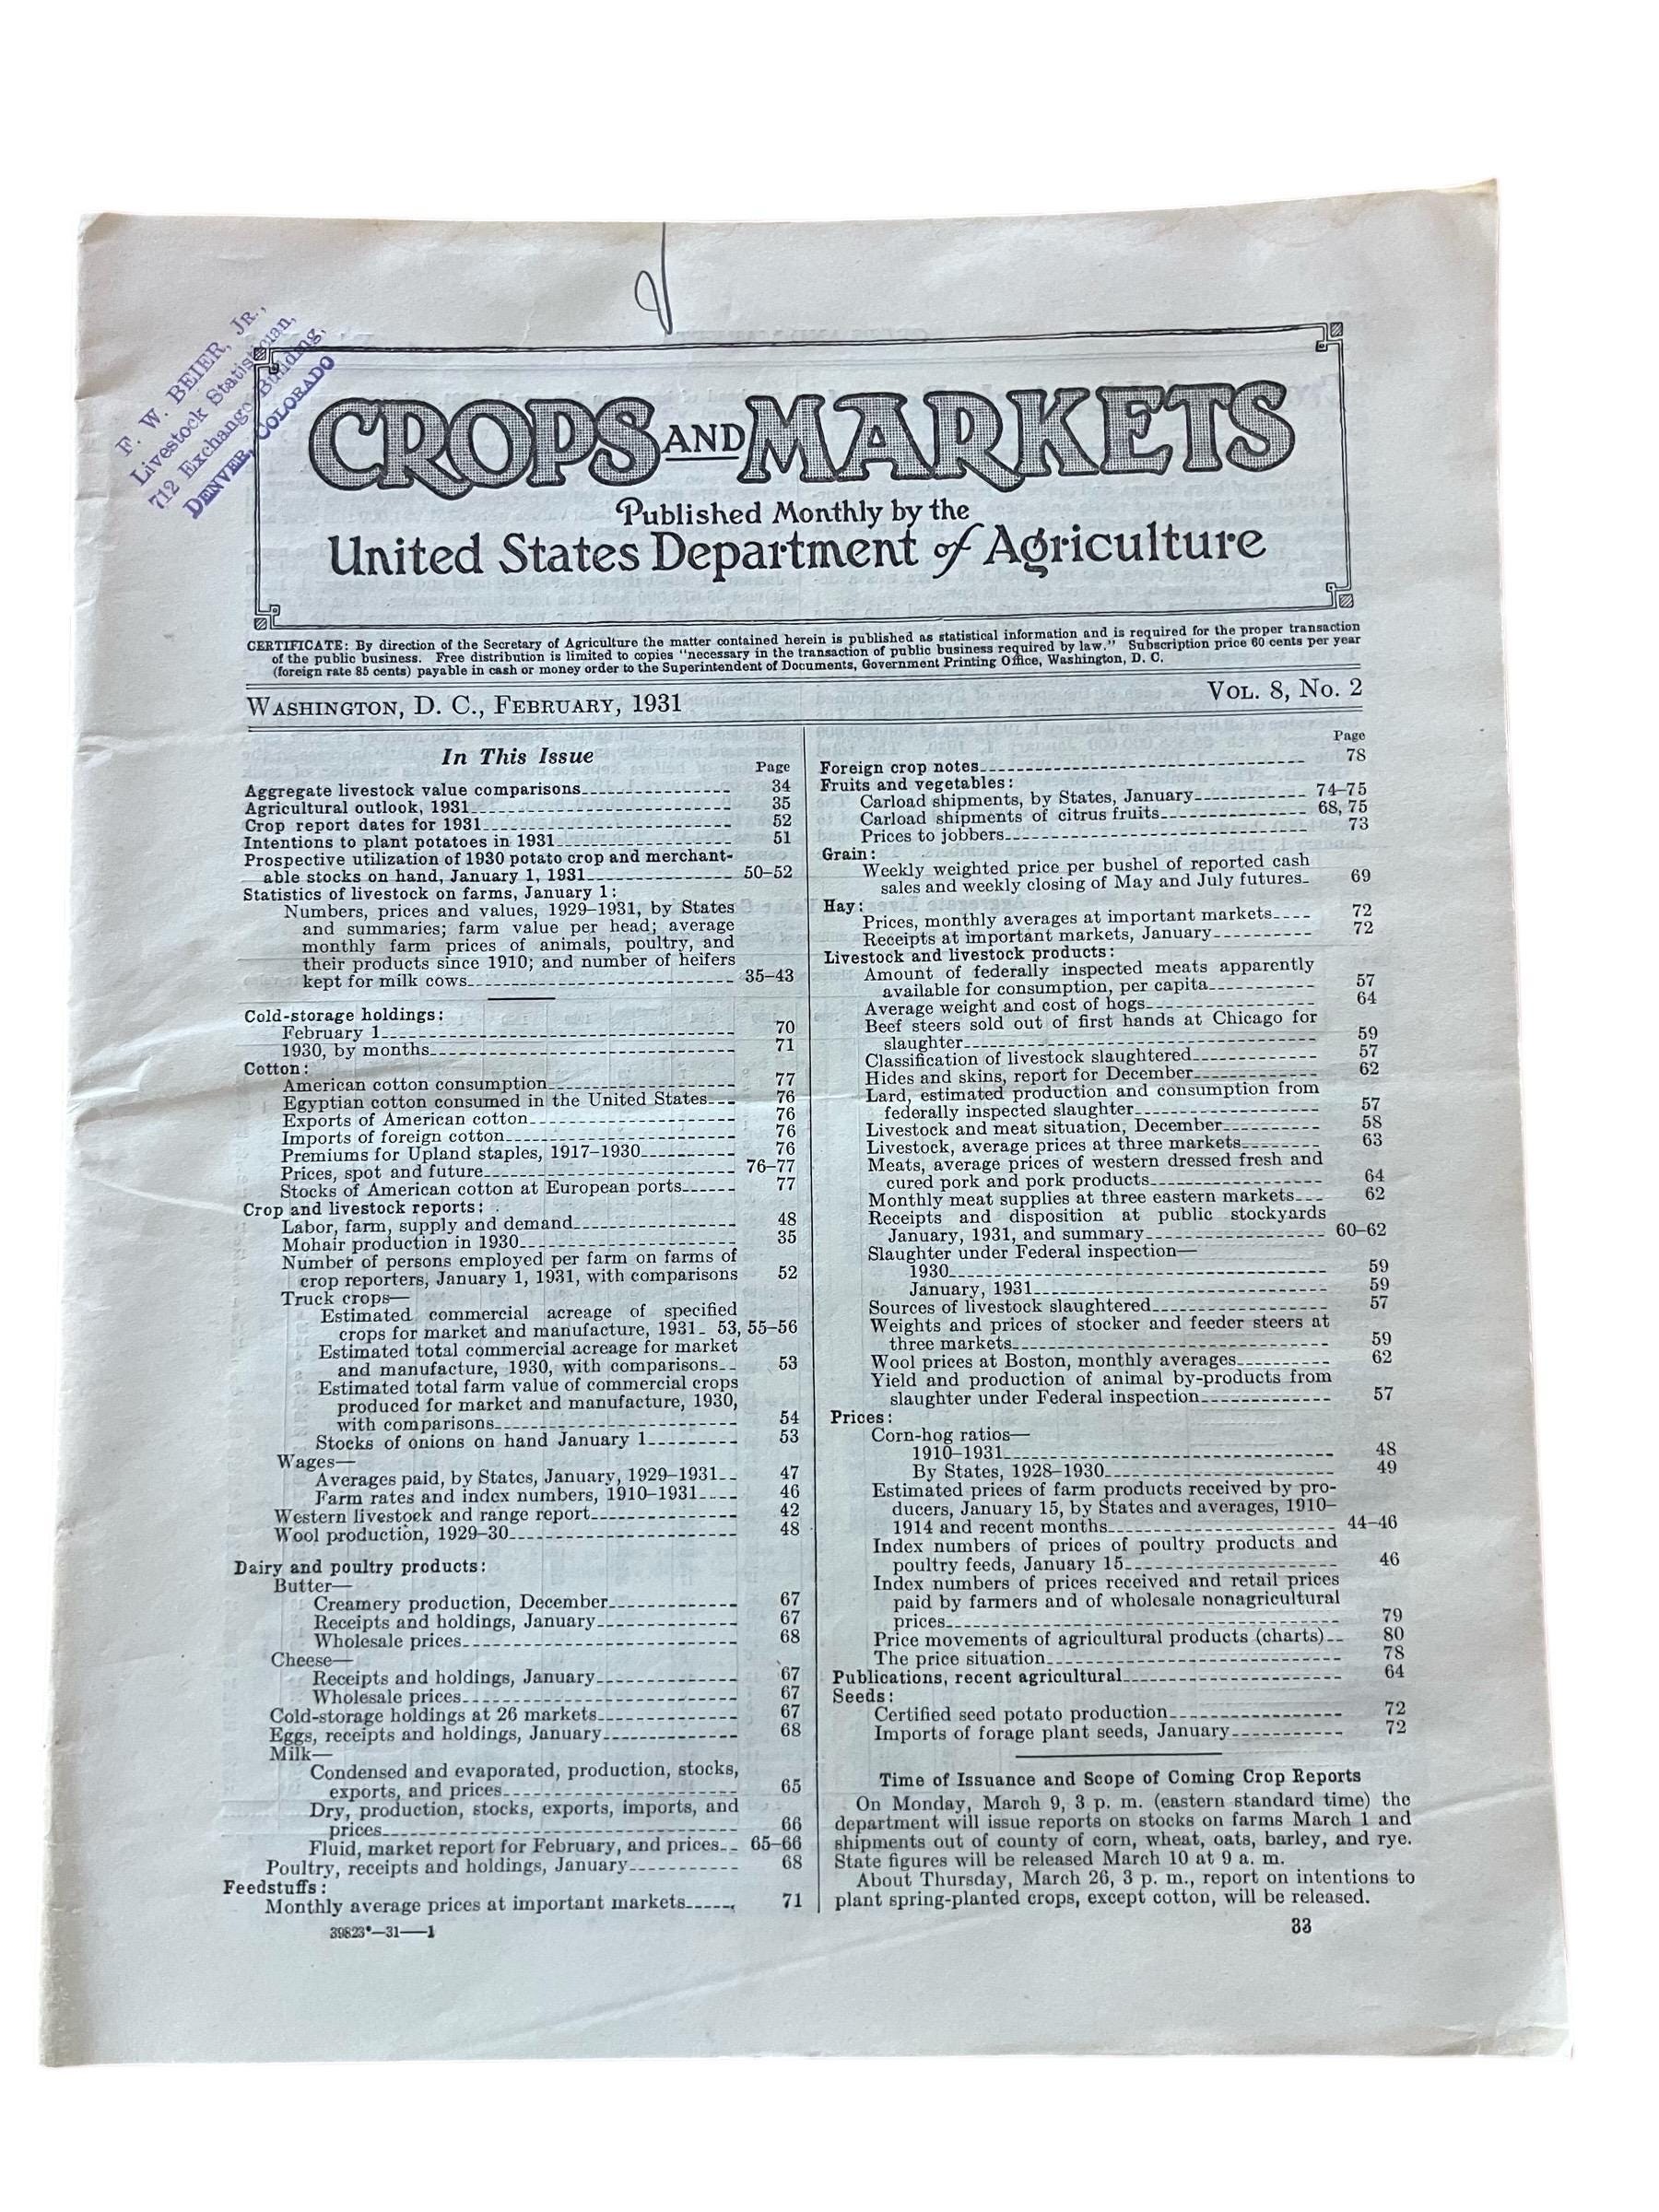 F. W. BEIER, JR.,
Livestock Statistician,
712 Exchange Building,
DENVER, COLORADO
CROPS AND MARKETS
Published Monthly by the
United States Department of Agriculture
CERTIFICATE: By direction of the Secretary of Agriculture the matter contained herein is published as statistical information and is required for the proper transaction
of the public business. Free distribution is limited to copies "necessary in the transaction of public business required by law." Subscription price 60 cents per year
(foreign rate 85 cents) payable in cash or money order to the Superintendent of Documents, Government Printing Office, Washington, D. C.
WASHINGTON, D. C., FEBRUARY, 1931
VOL. 8, No. 2
In This Issue
Page
Aggregate livestock value comparisons 34
Agricultural outlook, 1931 35
Crop report dates for 1931 52
Intentions to plant potatoes in 1931 51
Prospective utilization of 1930 potato crop and merchant-
able stocks on hand, January 1, 1931 50–52
Statistics of livestock on farms, January 1:
Numbers, prices and values, 1929–1931, by States
and summaries; farm value per head; average
monthly farm prices of animals, poultry, and
their products since 1910; and number of heifers
kept for milk cows 35–43
Cold-storage holdings:
February 1 70
1930, by months 71
Cotton:
American cotton consumption 77
Egyptian cotton consumed in the United States 76
Exports of American cotton 76
Imports of foreign cotton 76
Premiums for Upland staples, 1917–1930 76
Prices, spot and future 76–77
Stocks of American cotton at European ports 77
Crop and livestock reports:
Labor, farm, supply and demand 48
Mohair production in 1930 35
Number of persons employed per farm on farms of
crop reporters, January 1, 1931, with comparisons 52
Truck crops—
Estimated commercial acreage of specified
crops for market and manufacture, 1931 53, 55–56
Estimated total commercial acreage for market
and manufacture, 1930, with comparisons 53
Estimated total farm value of commercial crops
produced for market and manufacture, 1930,
with comparisons 54
Stocks of onions on hand January 1 53
Wages—
Averages paid, by States, January, 1929–1931 47
Farm rates and index numbers, 1910–1931 46
Western livestock and range report 42
Wool production, 1929–30 48
Dairy and poultry products:
Butter—
Creamery production, December 67
Receipts and holdings, January 67
Wholesale prices 68
Cheese—
Receipts and holdings, January 67
Wholesale prices 67
Cold-storage holdings at 26 markets 67
Eggs, receipts and holdings, January 68
Milk—
Condensed and evaporated, production, stocks,
exports, and prices 65
Dry, production, stocks, exports, imports, and
prices 66
Fluid, market report for February, and prices 65–66
Poultry, receipts and holdings, January 68
Feedstuffs:
Monthly average prices at important markets 71
39823°—31——1
Page
Foreign crop notes 78
Fruits and vegetables:
Carload shipments, by States, January 74–75
Carload shipments of citrus fruits 68, 75
Prices to jobbers 73
Grain:
Weekly weighted price per bushel of reported cash
sales and weekly closing of May and July futures 69
Hay:
Prices, monthly averages at important markets 72
Receipts at important markets, January 72
Livestock and livestock products:
Amount of federally inspected meats apparently
available for consumption, per capita 57
Average weight and cost of hogs 64
Beef steers sold out of first hands at Chicago for
slaughter 59
Classification of livestock slaughtered 57
Hides and skins, report for December 62
Lard, estimated production and consumption from
federally inspected slaughter 57
Livestock and meat situation, December 58
Livestock, average prices at three markets 63
Meats, average prices of western dressed fresh and
cured pork and pork products 64
Monthly meat supplies at three eastern markets 62
Receipts and disposition at public stockyards
January, 1931, and summary 60–62
Slaughter under Federal inspection—
1930 59
January, 1931 59
Sources of livestock slaughtered 57
Weights and prices of stocker and feeder steers at
three markets 59
Wool prices at Boston, monthly averages 62
Yield and production of animal by-products from
slaughter under Federal inspection 57
Prices:
Corn-hog ratios—
1910–1931 48
By States, 1928–1930 49
Estimated prices of farm products received by pro-
ducers, January 15, by States and averages, 1910–
1914 and recent months 44–46
Index numbers of prices of poultry products and
poultry feeds, January 15 46
Index numbers of prices received and retail prices
paid by farmers and of wholesale nonagricultural
prices 79
Price movements of agricultural products (charts) 80
The price situation 78
Publications, recent agricultural 64
Seeds:
Certified seed potato production 72
Imports of forage plant seeds, January 72
Time of Issuance and Scope of Coming Crop Reports
On Monday, March 9, 3 p. m. (eastern standard time) the
department will issue reports on stocks on farms March 1 and
shipments out of county of corn, wheat, oats, barley, and rye.
State figures will be released March 10 at 9 a. m.
About Thursday, March 26, 3 p. m., report on intentions to
plant spring-planted crops, except cotton, will be released.
33